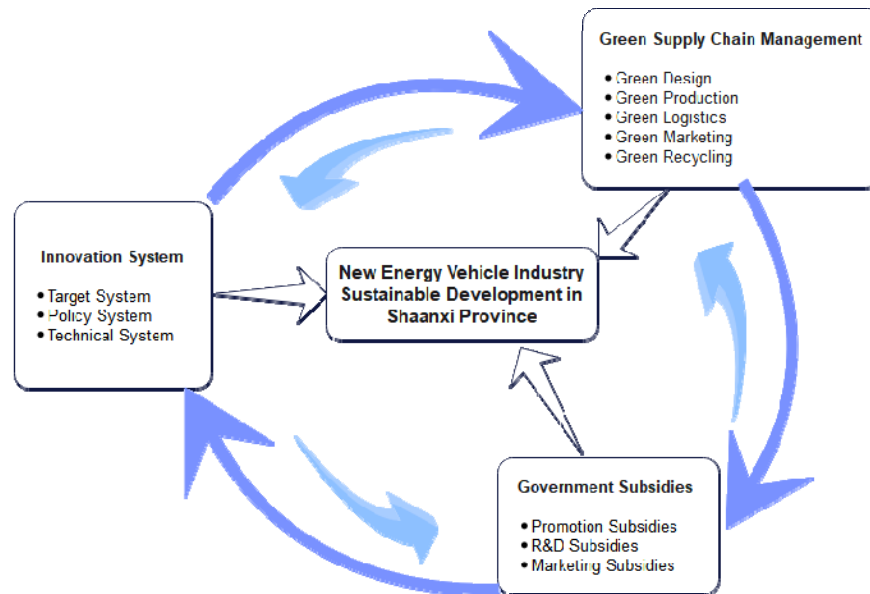 Green Supply Chain Management
• Green Design
• Green Production
• Green Logistics
• Green Marketing
• Green Recycling
Innovation System
• Target System
• Policy System
• Technical System
New Energy Vehicle Industry
Sustainable Development in
Shaanxi Province
Government Subsidies
• Promotion Subsidies
• R&D Subsidies
• Marketing Subsidies